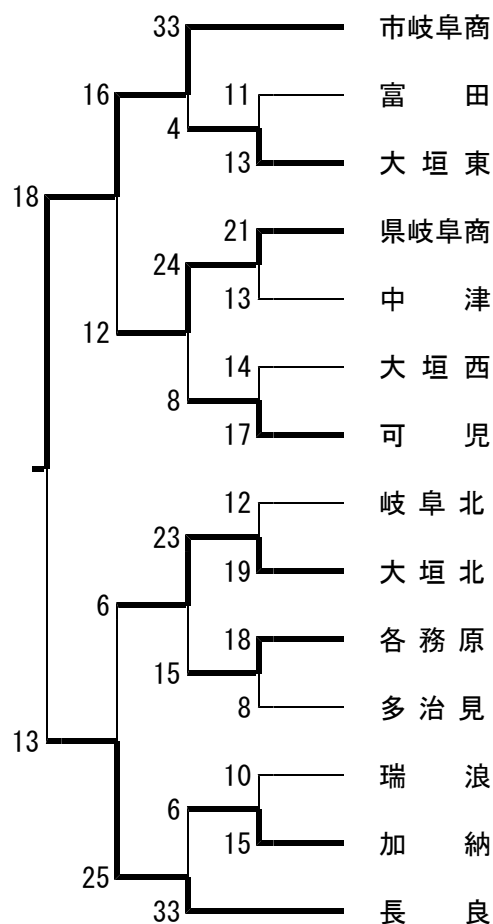 33 市岐阜商
16 11 富田
4
13 大垣東
18
21 県岐阜商
24
13 中津
12
14 大垣西
8
17 可児
12 岐阜北
23
19 大垣北
6
18 各務原
15
8 多治見
13
10 瑞浪
6
15 加納
25
33 長良